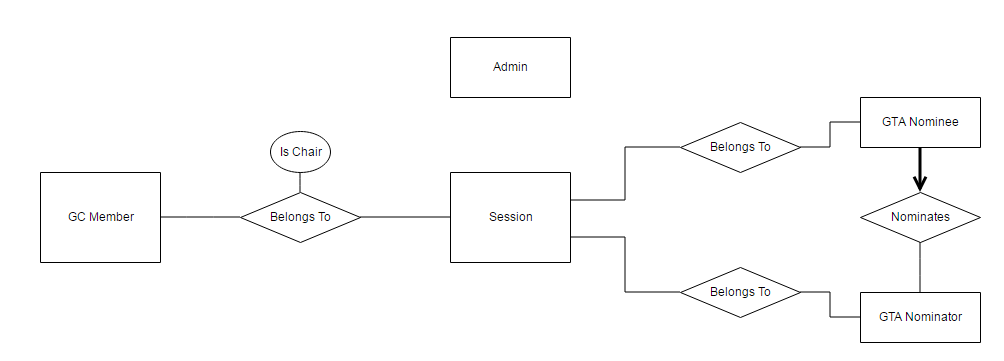 Admin
GTA Nominee
Belongs To
Is Chair
GC Member
Belongs To
Session
Nominates
Belongs To
GTA Nominator